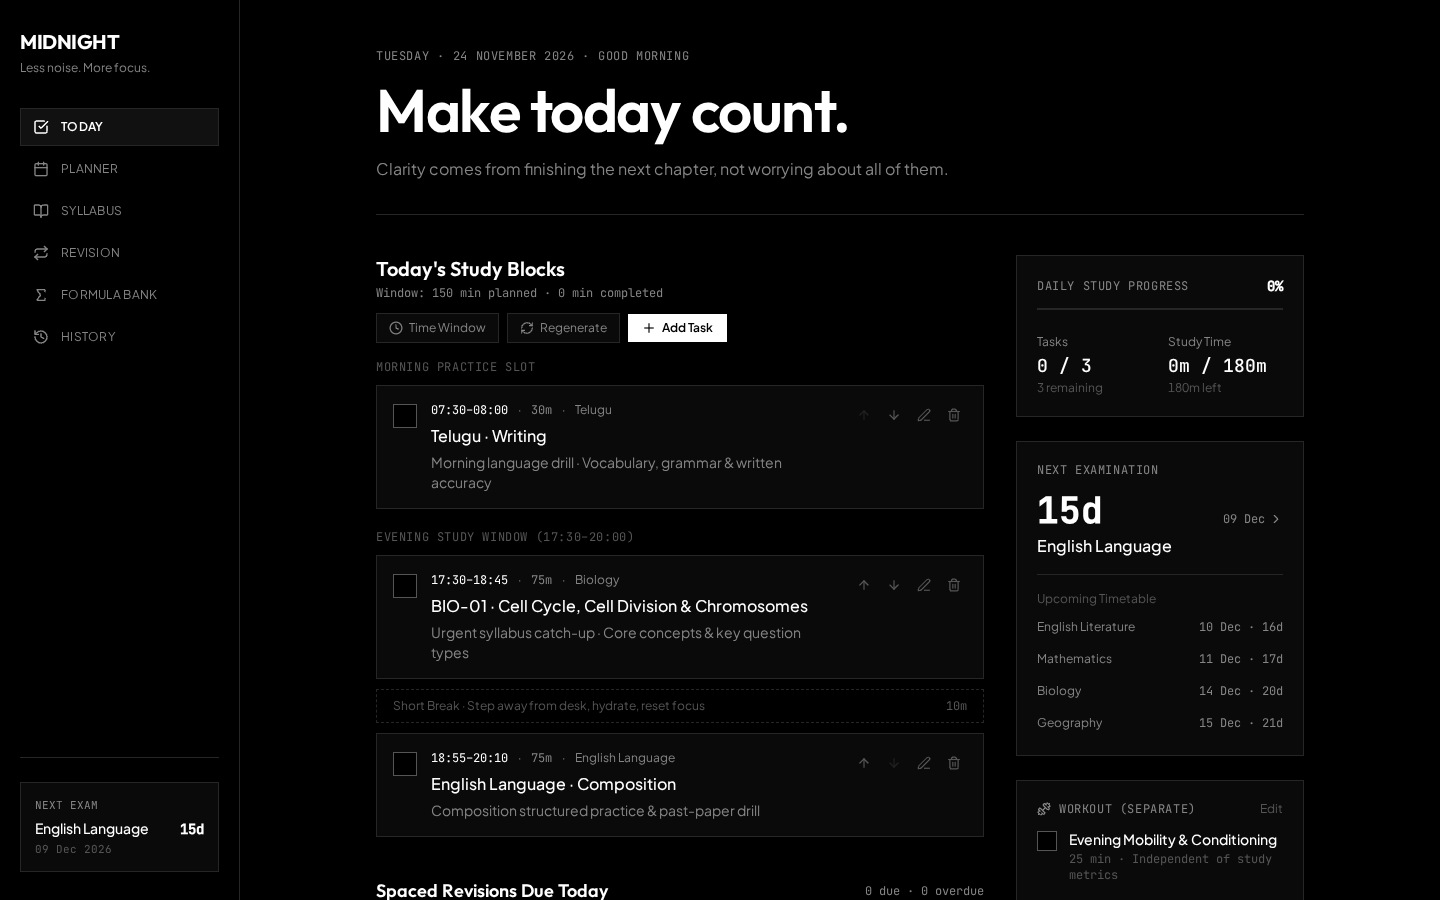 MIDNIGHT
Less noise. More focus.
TODAY
PLANNER
SYLLABUS
REVISION
FORMULA BANK
HISTORY
NEXT EXAM
English Language 15d
09 Dec 2026
TUESDAY · 24 NOVEMBER 2026 · GOOD MORNING
Make today count.
Clarity comes from finishing the next chapter, not worrying about all of them.
Today's Study Blocks
Window: 150 min planned · 0 min completed
Time Window Regenerate Add Task
MORNING PRACTICE SLOT
07:30–08:00 · 30m · Telugu
Telugu · Writing
Morning language drill · Vocabulary, grammar & written
accuracy
EVENING STUDY WINDOW (17:30–20:00)
17:30–18:45 · 75m · Biology
BIO-01 · Cell Cycle, Cell Division & Chromosomes
Urgent syllabus catch-up · Core concepts & key question
types
Short Break · Step away from desk, hydrate, reset focus 10m
18:55–20:10 · 75m · English Language
English Language · Composition
Composition structured practice & past-paper drill
Spaced Revisions Due Today 0 due · 0 overdue
DAILY STUDY PROGRESS 0%
Tasks Study Time
0 / 3 0m / 180m
3 remaining 180m left
NEXT EXAMINATION
15d 09 Dec
English Language
Upcoming Timetable
English Literature 10 Dec · 16d
Mathematics 11 Dec · 17d
Biology 14 Dec · 20d
Geography 15 Dec · 21d
WORKOUT (SEPARATE) Edit
Evening Mobility & Conditioning
25 min · Independent of study
metrics